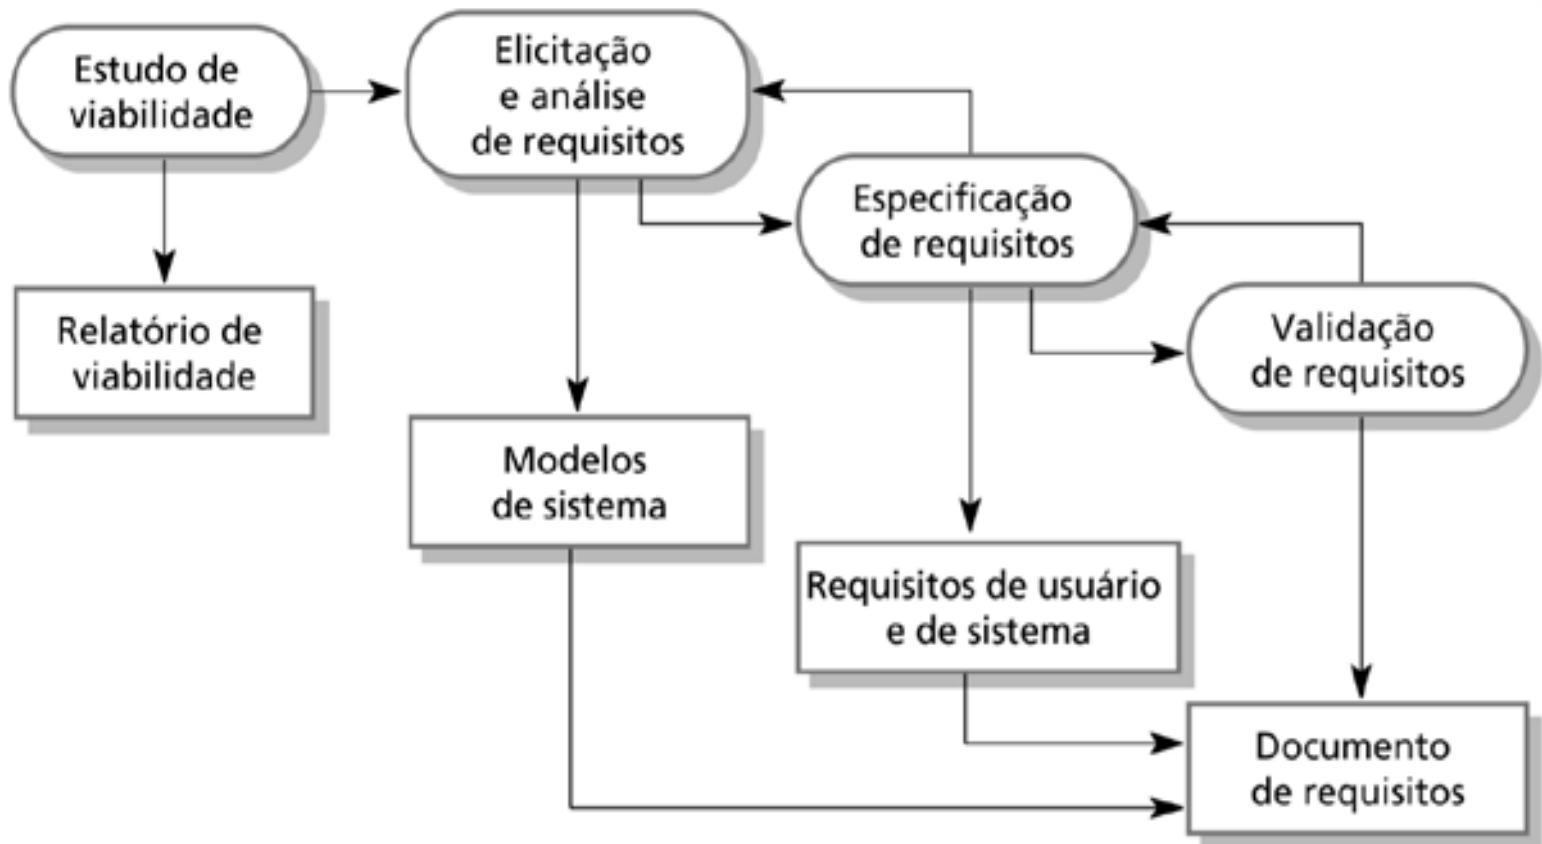 Estudo de
viabilidade
Elicitação
e análise
de requisitos
Especificação
de requisitos
Validação
de requisitos
Relatório de
viabilidade
Modelos
de sistema
Requisitos de usuário
e de sistema
Documento
de requisitos